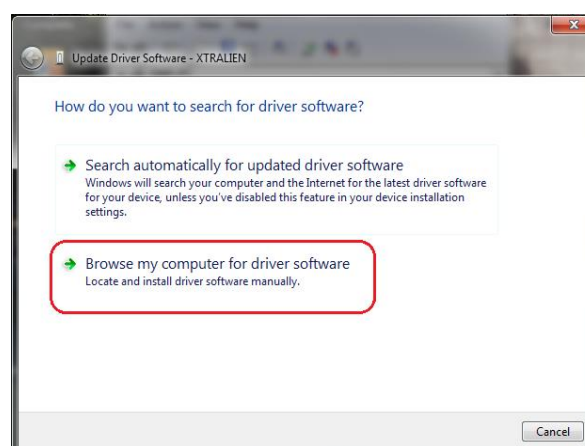 Update Driver Software - XTRALIEN
How do you want to search for driver software?
Search automatically for updated driver software
Windows will search your computer and the Internet for the latest driver software
for your device, unless you've disabled this feature in your device installation
settings.
Browse my computer for driver software
Locate and install driver software manually.
Cancel